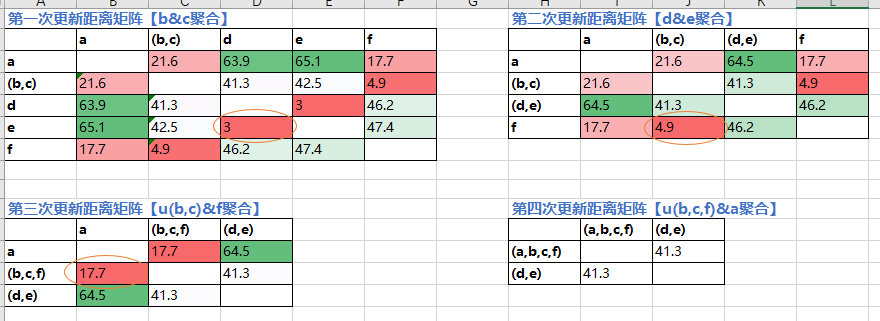 A B C D E F G H I J K L
第一次更新距离矩阵【b&c聚合】 第二次更新距离矩阵【d&e聚合】
a (b,c) d e f a (b,c) (d,e) f
a 21.6 63.9 65.1 17.7 a 21.6 64.5 17.7
(b,c) 21.6 41.3 42.5 4.9 (b,c) 21.6 41.3 4.9
d 63.9 41.3 3 46.2 (d,e) 64.5 41.3 46.2
e 65.1 42.5 3 47.4 f 17.7 4.9 46.2
f 17.7 4.9 46.2 47.4
第三次更新距离矩阵【u(b,c)&f聚合】 第四次更新距离矩阵【u(b,c,f)&a聚合】
a (b,c,f) (d,e) (a,b,c,f) (d,e)
a 17.7 64.5 (a,b,c,f) 41.3
(b,c,f) 17.7 41.3 (d,e) 41.3
(d,e) 64.5 41.3